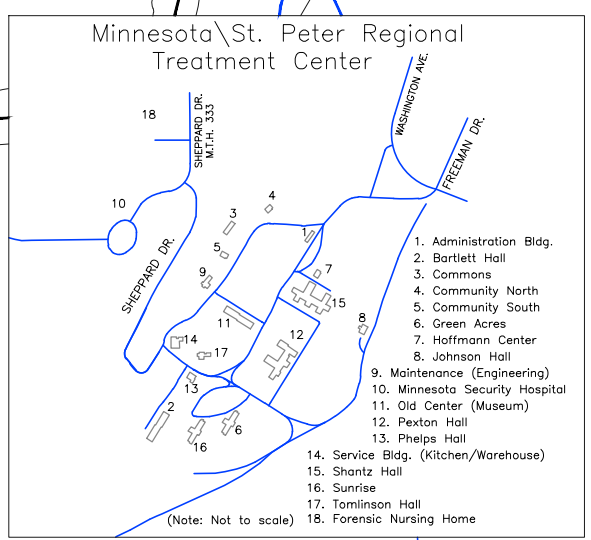 Minnesota\St. Peter Regional
Treatment Center
WASHINGTON AVE.
FREEMAN DR.
SHEPPARD DR.
M.T.H. 333
18
10
SHEPPARD DR.
4
3
1
5
7
9
15
11
8
12
14
17
13
2
6
16
1. Administration Bldg.
2. Bartlett Hall
3. Commons
4. Community North
5. Community South
6. Green Acres
7. Hoffmann Center
8. Johnson Hall
9. Maintenance (Engineering)
10. Minnesota Security Hospital
11. Old Center (Museum)
12. Pexton Hall
13. Phelps Hall
14. Service Bldg. (Kitchen/Warehouse)
15. Shantz Hall
16. Sunrise
17. Tomlinson Hall
18. Forensic Nursing Home
(Note: Not to scale)